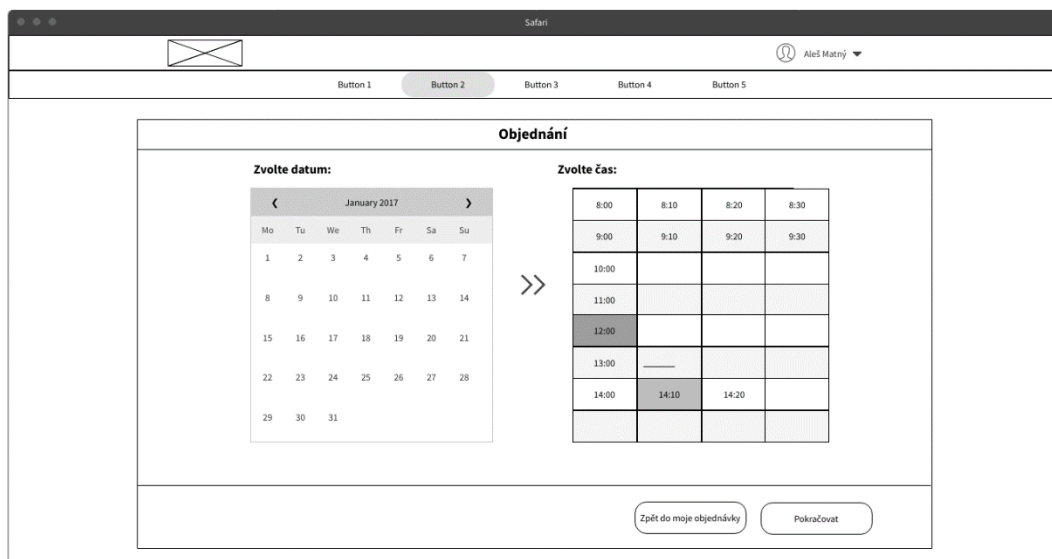 Safari
Aleš Matný
Button 1 Button 2 Button 3 Button 4 Button 5
Objednání
Zvolte datum:
January 2017
Mo Tu We Th Fr Sa Su
1 2 3 4 5 6 7
8 9 10 11 12 13 14
15 16 17 18 19 20 21
22 23 24 25 26 27 28
29 30 31
Zvolte čas:
8:00 8:10 8:20 8:30
9:00 9:10 9:20 9:30
10:00
11:00
12:00
13:00
14:00 14:10 14:20
Zpět do moje objednávky Pokračovat